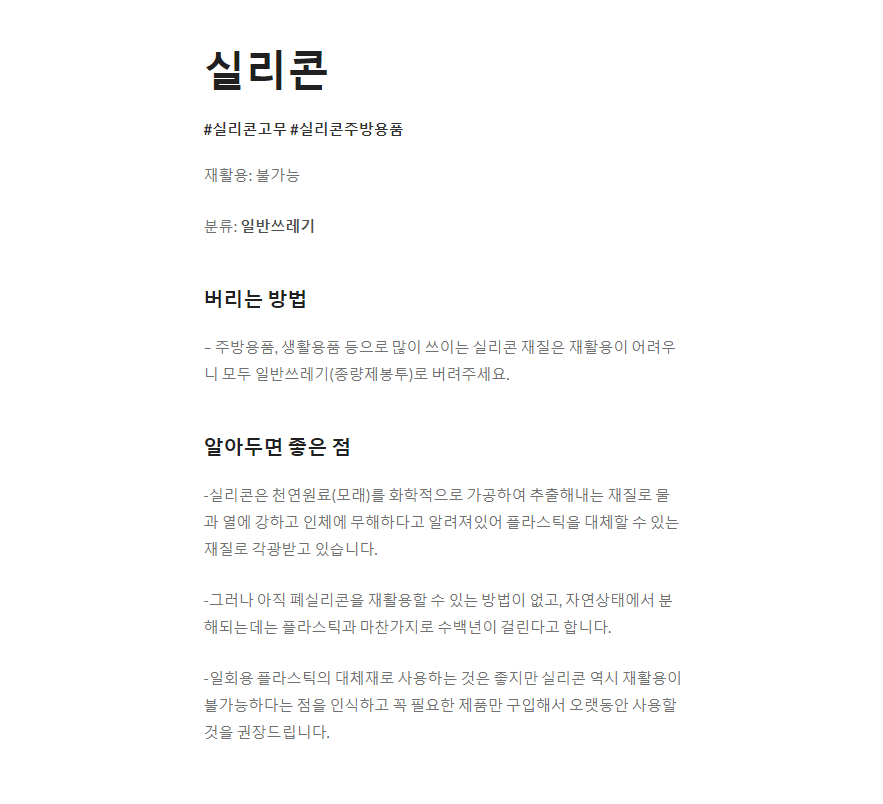 실리콘
#실리콘고무 #실리콘주방용품
재활용: 불가능
분류: 일반쓰레기
버리는 방법
– 주방용품, 생활용품 등으로 많이 쓰이는 실리콘 재질은 재활용이 어려우
니 모두 일반쓰레기(종량제봉투)로 버려주세요.
알아두면 좋은 점
-실리콘은 천연원료(모래)를 화학적으로 가공하여 추출해내는 재질로 물
과 열에 강하고 인체에 무해하다고 알려져있어 플라스틱을 대체할 수 있는
재질로 각광받고 있습니다.
-그러나 아직 폐실리콘을 재활용할 수 있는 방법이 없고, 자연상태에서 분
해되는데는 플라스틱과 마찬가지로 수백년이 걸린다고 합니다.
-일회용 플라스틱의 대체재로 사용하는 것은 좋지만 실리콘 역시 재활용이
불가능하다는 점을 인식하고 꼭 필요한 제품만 구입해서 오랫동안 사용할
것을 권장드립니다.